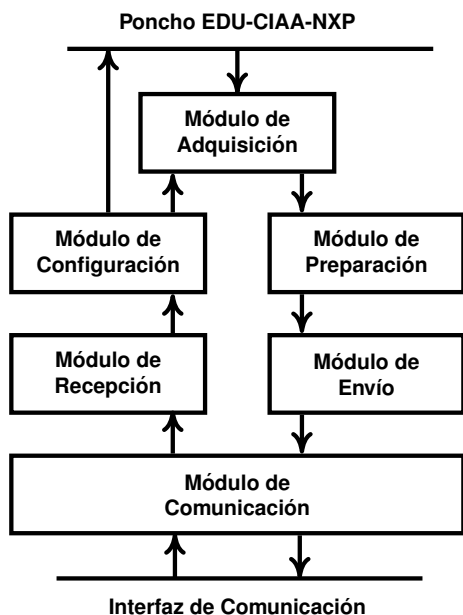 Poncho EDU-CIAA-NXP
Módulo de
Adquisición
Módulo de
Configuración
Módulo de
Preparación
Módulo de
Recepción
Módulo de
Envío
Módulo de
Comunicación
Interfaz de Comunicación